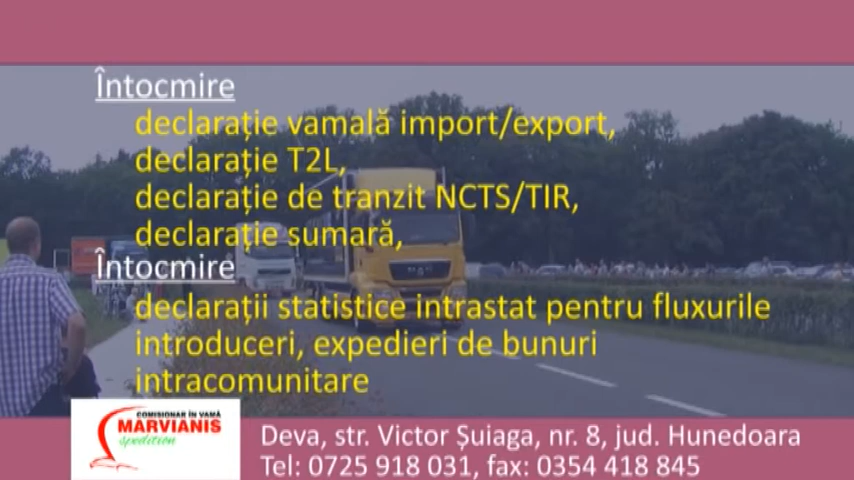 Întocmire
declarație vamală import/export,
declarație T2L,
declarație de tranzit NCTS/TIR,
declarație sumară,
Întocmire
declarații statistice intrastat pentru fluxurile
introduceri, expedieri de bunuri
intracomunitare
COMISIONAR ÎN VAMĂ
MARVIANIS
spedition
Deva, str. Victor Șuiaga, nr. 8, jud. Hunedoara
Tel: 0725 918 031, fax: 0354 418 845